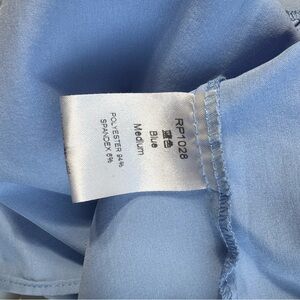 RP1028
蓝色
Blue
Medium
POLYESTER 94%
SPANDEX 6%